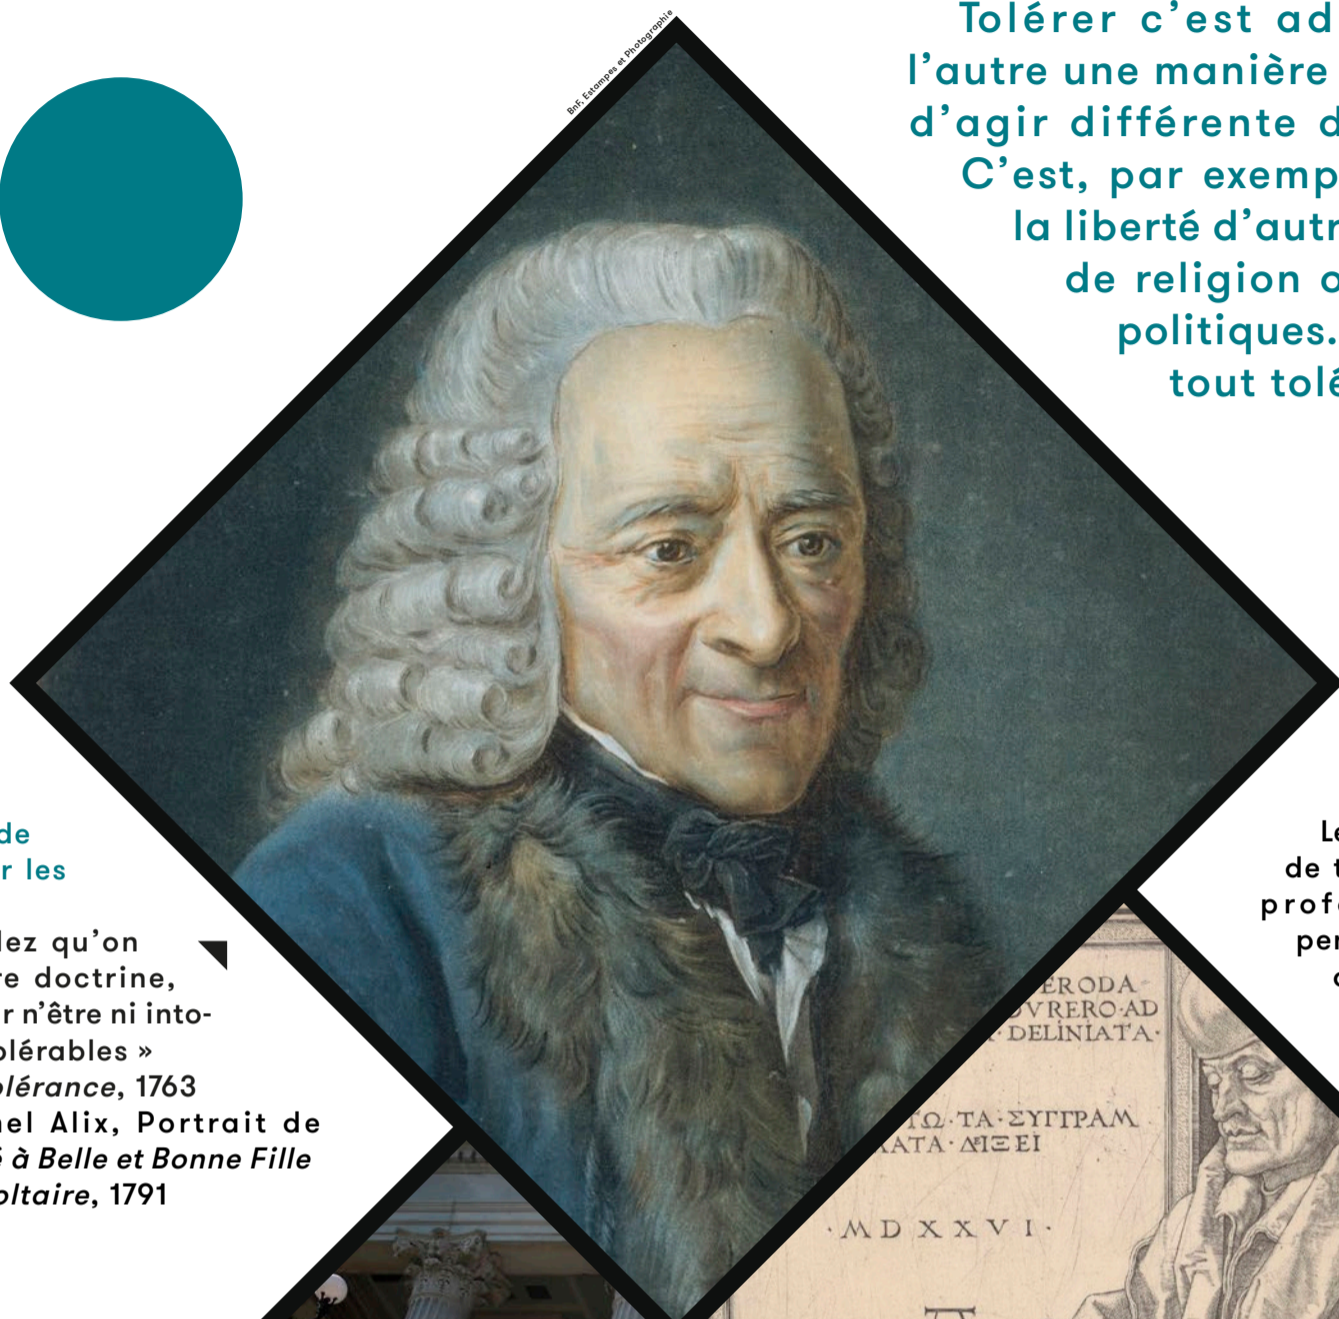 BnF, Estampes et Photographie
Tolérer c’est ad
l’autre une manière
d’agir différente d
C’est, par exemp
la liberté d’autr
de religion o
politiques.
tout tolé
de
r les
lez qu’on
re doctrine,
r n’être ni into-
olérables »
olérance, 1763
nel Alix, Portrait de
é à Belle et Bonne Fille
oltaire, 1791
Le
de t
profe
per
ERODA
DVRERO·AD
DELINIATA·
ΤΩ·ΤΑ·ΣΥΓΓΡΑΜ
ΜΑΤΑ·ΔΙΞΕΙ
·MDXXVI·